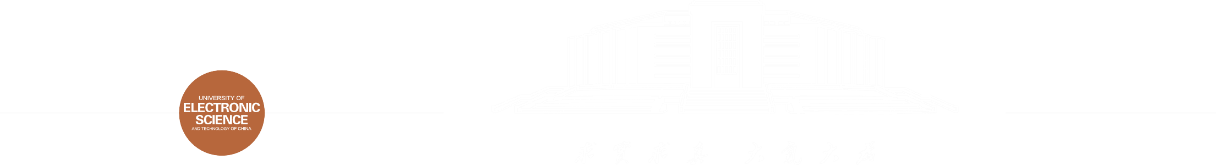 UNIVERSITY OF
ELECTRONIC
SCIENCE
AND TECHNOLOGY OF CHINA